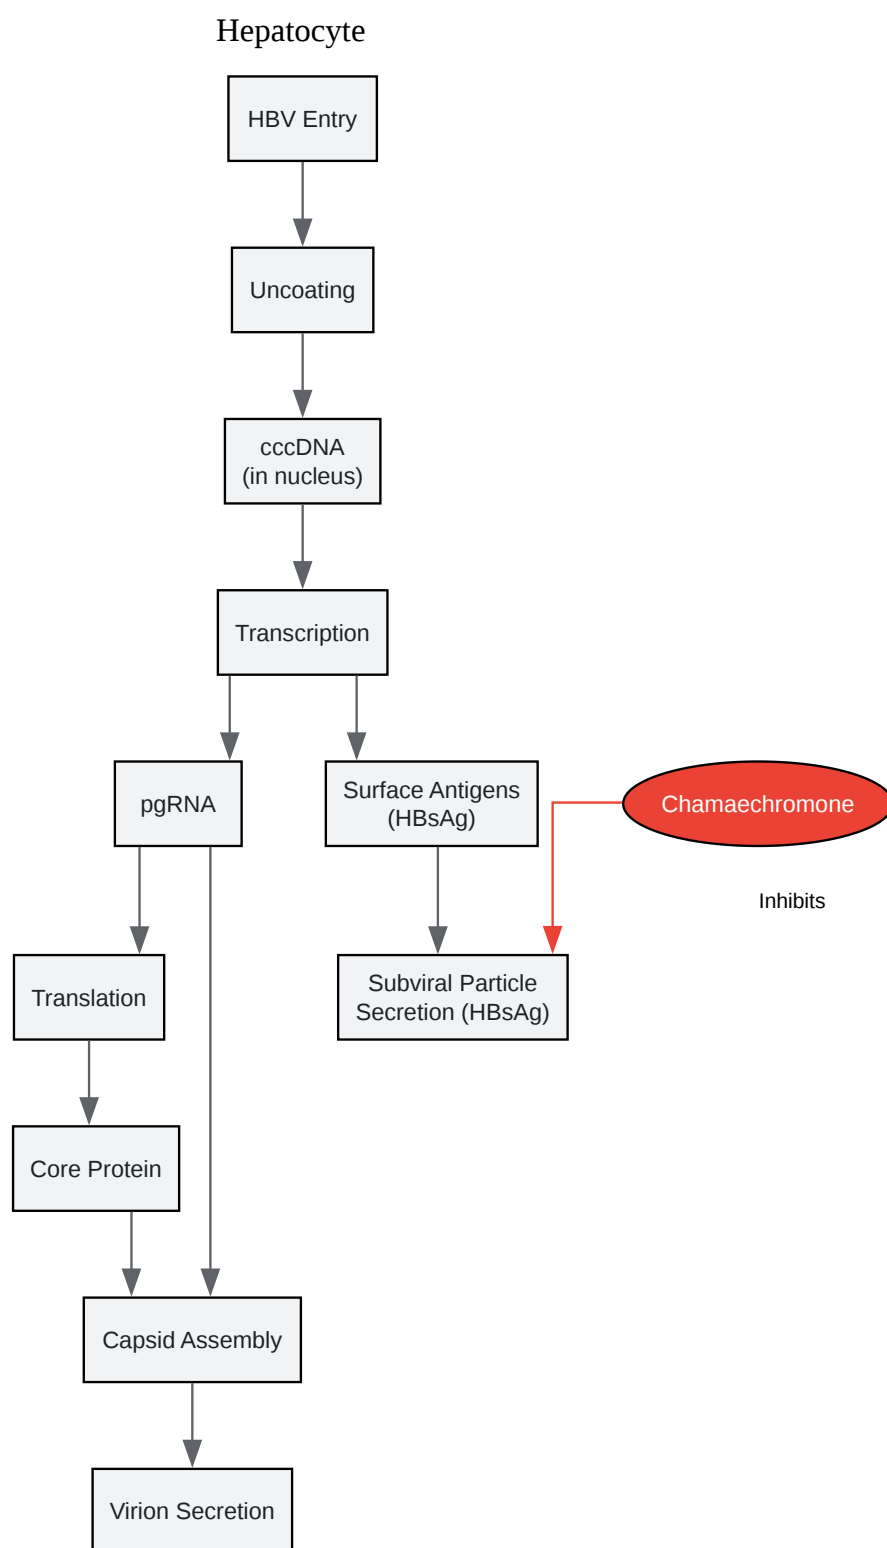 Hepatocyte
HBV Entry
Uncoating
cccDNA
(in nucleus)
Transcription
pgRNA
Surface Antigens
(HBsAg)
Chamaechromone
Inhibits
Translation
Subviral Particle
Secretion (HBsAg)
Core Protein
Capsid Assembly
Virion Secretion